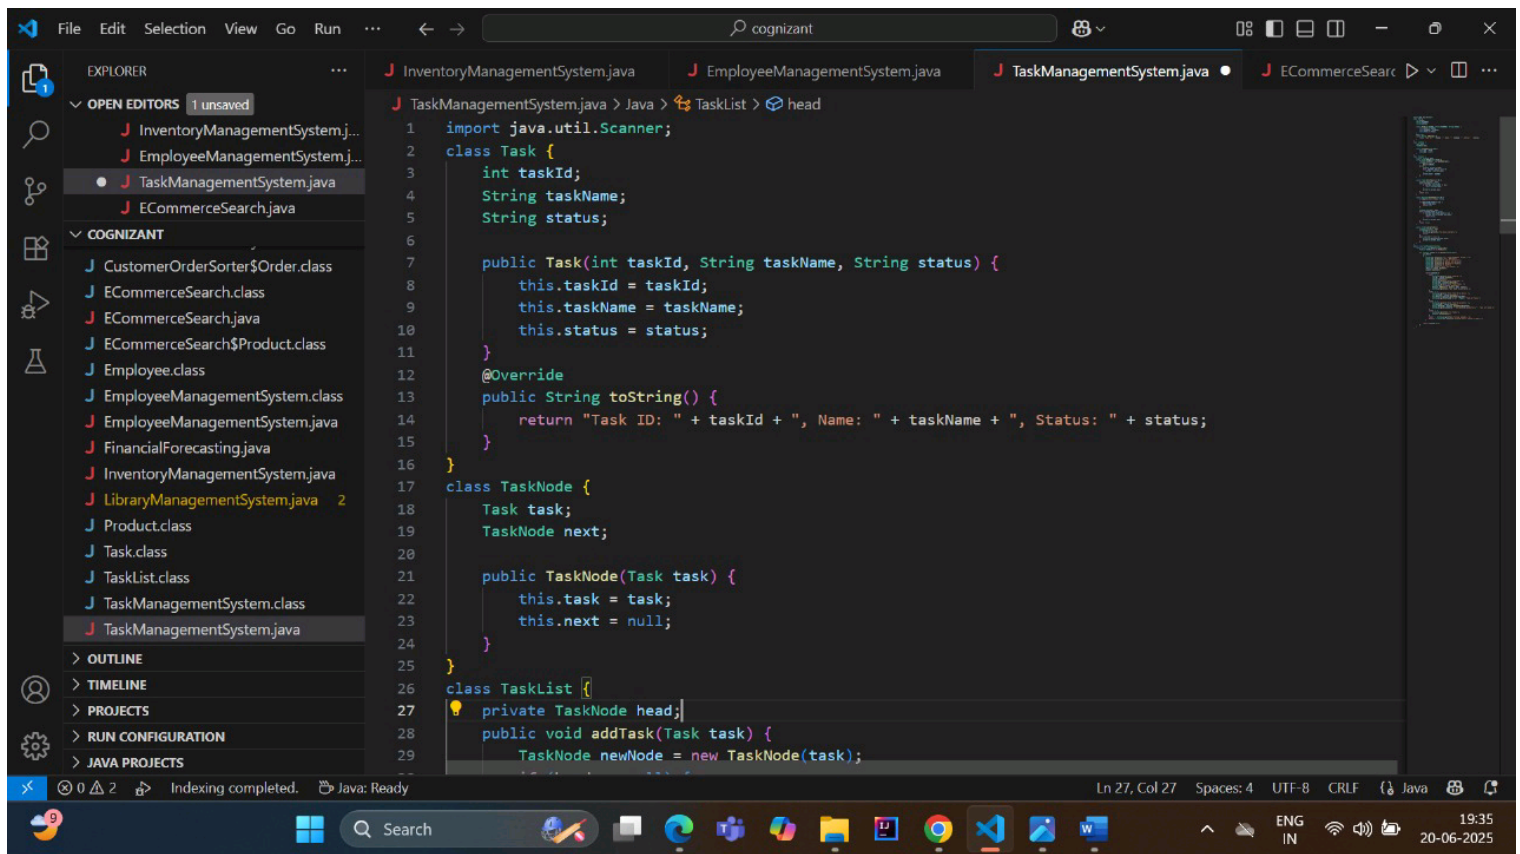 File Edit Selection View Go Run ··· cognizant
EXPLORER ···
OPEN EDITORS 1 unsaved
InventoryManagementSystem.j...
EmployeeManagementSystem.j...
TaskManagementSystem.java
ECommerceSearch.java
COGNIZANT
CustomerOrderSorter$Order.class
ECommerceSearch.class
ECommerceSearch.java
ECommerceSearch$Product.class
Employee.class
EmployeeManagementSystem.class
EmployeeManagementSystem.java
FinancialForecasting.java
InventoryManagementSystem.java
LibraryManagementSystem.java 2
Product.class
Task.class
TaskList.class
TaskManagementSystem.class
TaskManagementSystem.java
OUTLINE
TIMELINE
PROJECTS
RUN CONFIGURATION
JAVA PROJECTS
InventoryManagementSystem.java EmployeeManagementSystem.java TaskManagementSystem.java ECommerceSearc
TaskManagementSystem.java > Java > TaskList > head
1 import java.util.Scanner;
2 class Task {
3 int taskId;
4 String taskName;
5 String status;
6
7 public Task(int taskId, String taskName, String status) {
8 this.taskId = taskId;
9 this.taskName = taskName;
10 this.status = status;
11 }
12 @Override
13 public String toString() {
14 return "Task ID: " + taskId + ", Name: " + taskName + ", Status: " + status;
15 }
16 }
17 class TaskNode {
18 Task task;
19 TaskNode next;
20
21 public TaskNode(Task task) {
22 this.task = task;
23 this.next = null;
24 }
25 }
26 class TaskList {
27 private TaskNode head;
28 public void addTask(Task task) {
29 TaskNode newNode = new TaskNode(task);
0 2 Indexing completed. Java: Ready Ln 27, Col 27 Spaces: 4 UTF-8 CRLF Java
9 Search ENG IN 19:35 20-06-2025